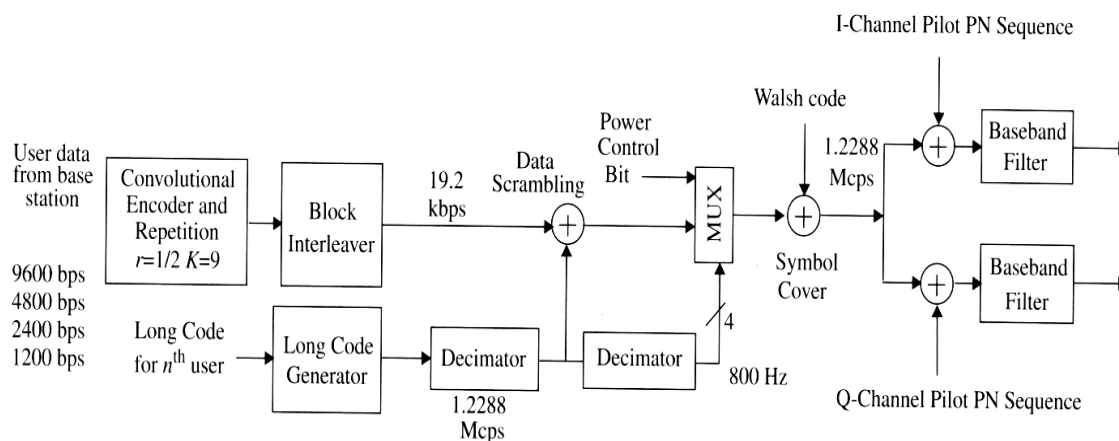 I-Channel Pilot PN Sequence
Walsh code
Power
Control
Bit
1.2288
Mcps
Baseband
Filter
User data
from base
station
Convolutional
Encoder and
Repetition
r=1/2 K=9
Block
Interleaver
19.2
kbps
Data
Scrambling
MUX
Symbol
Cover
Baseband
Filter
9600 bps
4800 bps
2400 bps
1200 bps
Long Code
for nth user
Long Code
Generator
Decimator
1.2288
Mcps
Decimator
4
800 Hz
Q-Channel Pilot PN Sequence